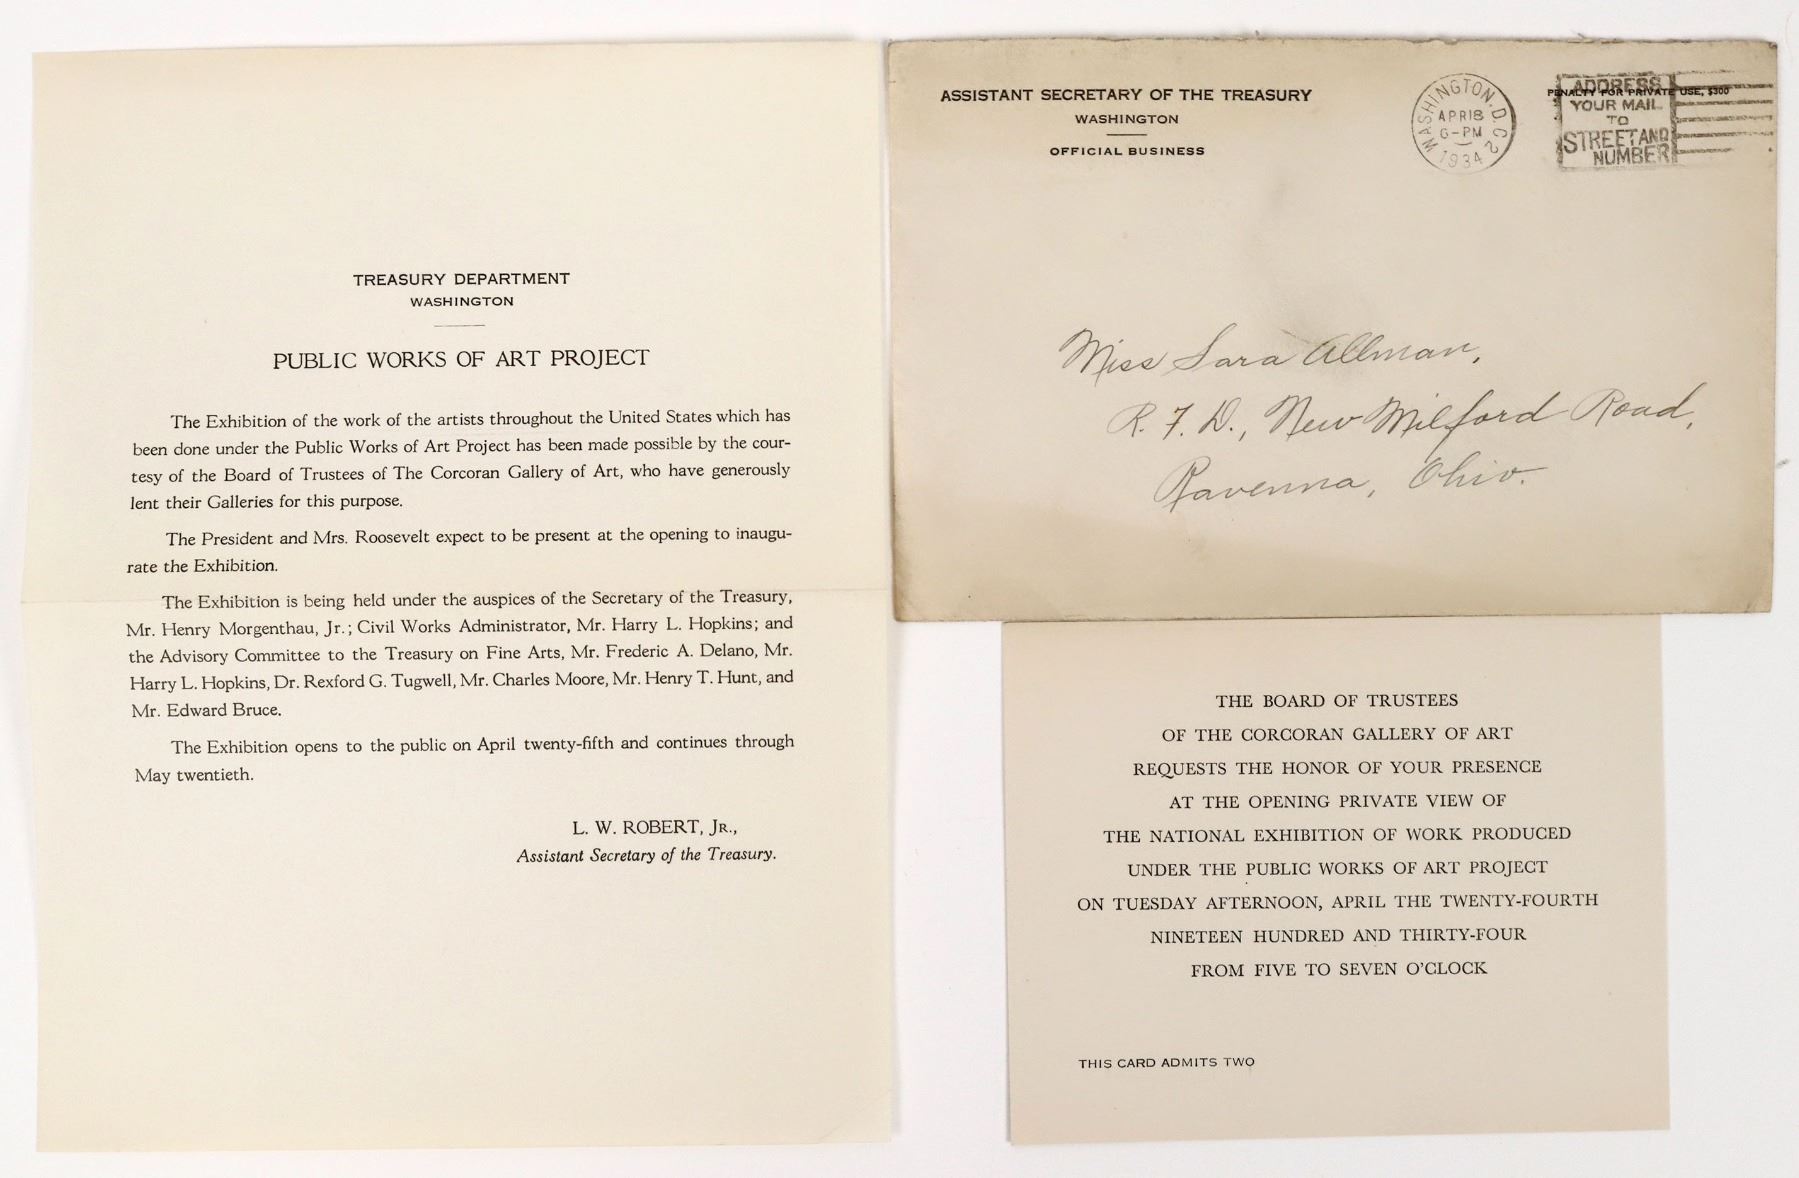 TREASURY DEPARTMENT
WASHINGTON
PUBLIC WORKS OF ART PROJECT
The Exhibition of the work of the artists throughout the United States which has
been done under the Public Works of Art Project has been made possible by the cour-
tesy of the Board of Trustees of The Corcoran Gallery of Art, who have generously
lent their Galleries for this purpose.
The President and Mrs. Roosevelt expect to be present at the opening to inaugu-
rate the Exhibition.
The Exhibition is being held under the auspices of the Secretary of the Treasury,
Mr. Henry Morgenthau, Jr.; Civil Works Administrator, Mr. Harry L. Hopkins; and
the Advisory Committee to the Treasury on Fine Arts, Mr. Frederic A. Delano, Mr.
Harry L. Hopkins, Dr. Rexford G. Tugwell, Mr. Charles Moore, Mr. Henry T. Hunt, and
Mr. Edward Bruce.
The Exhibition opens to the public on April twenty-fifth and continues through
May twentieth.
L. W. ROBERT, JR.,
Assistant Secretary of the Treasury.
ASSISTANT SECRETARY OF THE TREASURY
WASHINGTON
OFFICIAL BUSINESS
WASHINGTON, D.C. 2
APR 18
6-PM
1934
PENALTY FOR PRIVATE USE, $300
ADDRESS
YOUR MAIL
TO
STREET AND
NUMBER
Miss Sara Allman,
R. F. D., New Milford Road,
Ravenna, Ohio.
THE BOARD OF TRUSTEES
OF THE CORCORAN GALLERY OF ART
REQUESTS THE HONOR OF YOUR PRESENCE
AT THE OPENING PRIVATE VIEW OF
THE NATIONAL EXHIBITION OF WORK PRODUCED
UNDER THE PUBLIC WORKS OF ART PROJECT
ON TUESDAY AFTERNOON, APRIL THE TWENTY-FOURTH
NINETEEN HUNDRED AND THIRTY-FOUR
FROM FIVE TO SEVEN O'CLOCK
THIS CARD ADMITS TWO